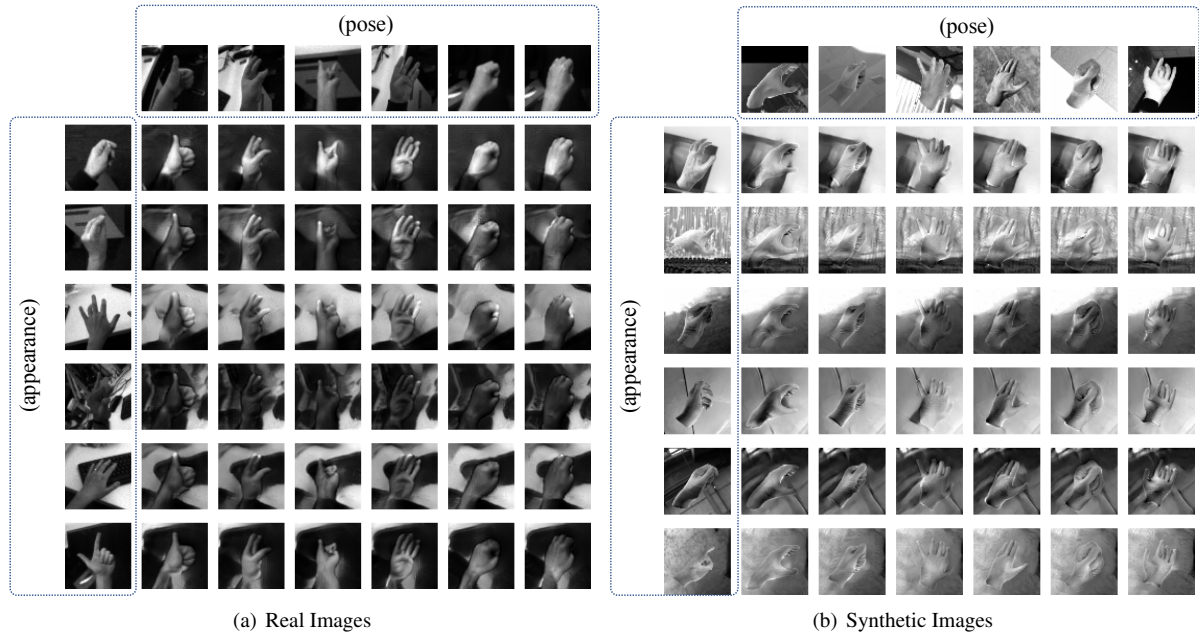 (pose)
(pose)
(appearance)
(appearance)
(a) Real Images
(b) Synthetic Images